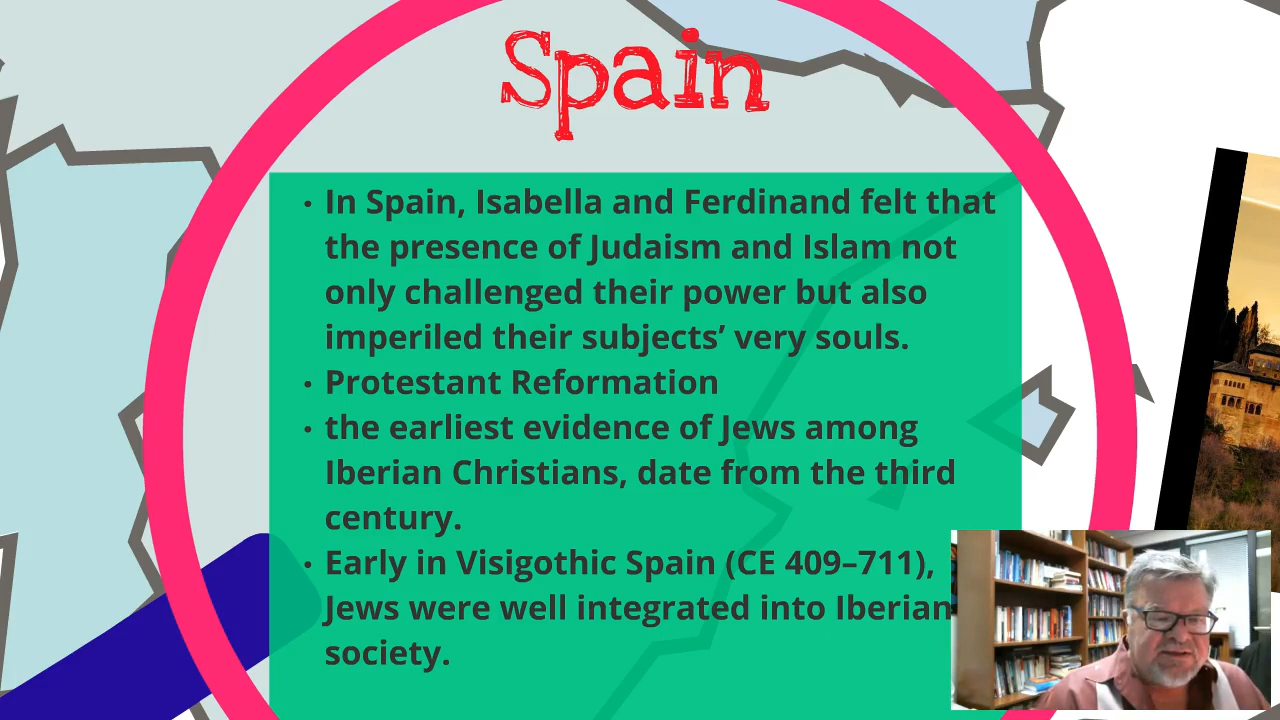 Spain
• In Spain, Isabella and Ferdinand felt that
the presence of Judaism and Islam not
only challenged their power but also
imperiled their subjects’ very souls.
• Protestant Reformation
• the earliest evidence of Jews among
Iberian Christians, date from the third
century.
• Early in Visigothic Spain (CE 409–711),
Jews were well integrated into Iberian
society.